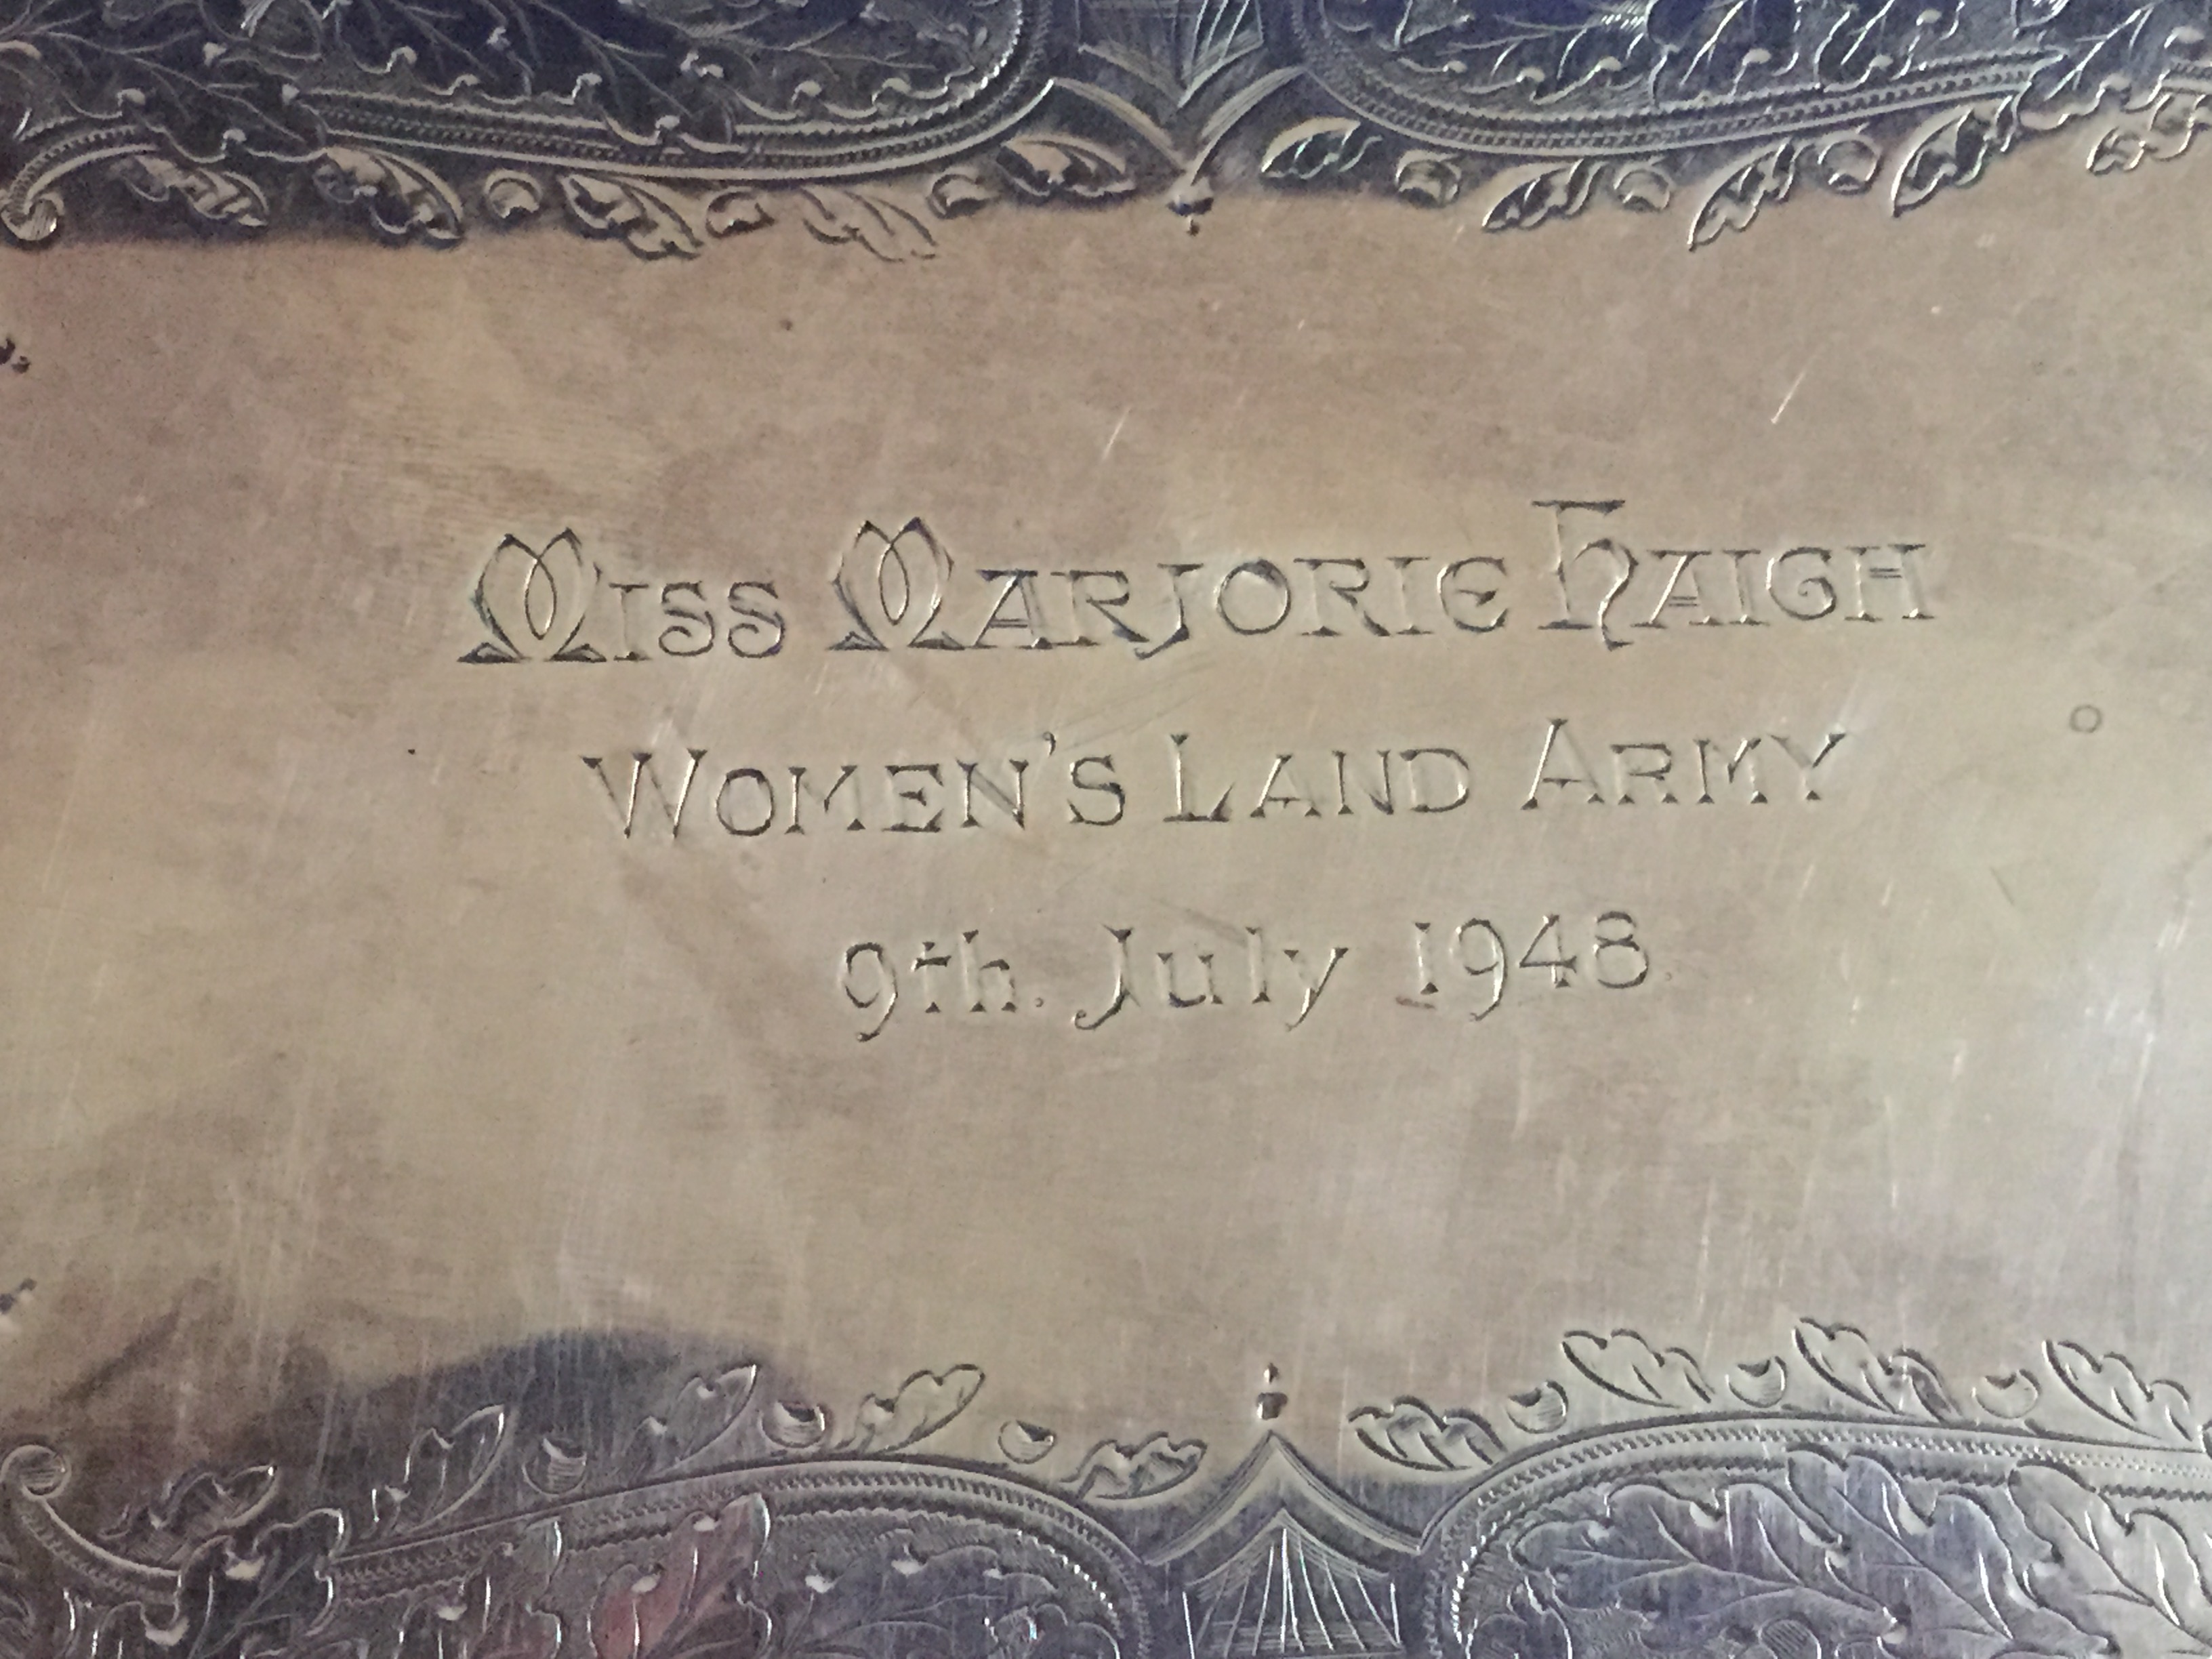 Miss Marjorie Haigh
Women's Land Army
9th. July 1948.